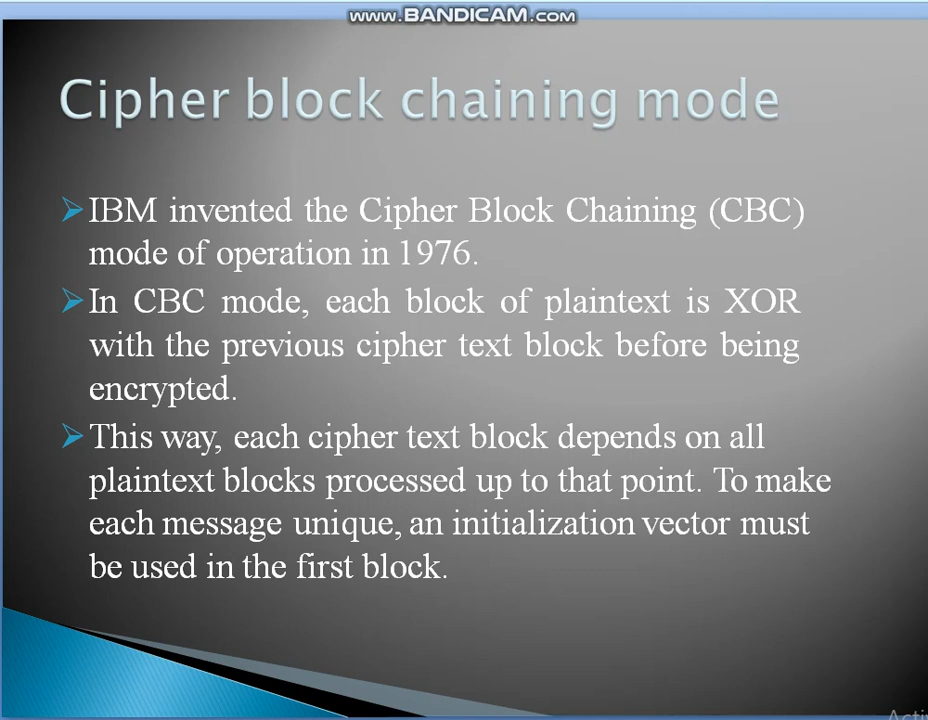 www.BANDICAM.com
Cipher block chaining mode
➢IBM invented the Cipher Block Chaining (CBC)
mode of operation in 1976.
➢In CBC mode, each block of plaintext is XOR
with the previous cipher text block before being
encrypted.
➢This way, each cipher text block depends on all
plaintext blocks processed up to that point. To make
each message unique, an initialization vector must
be used in the first block.